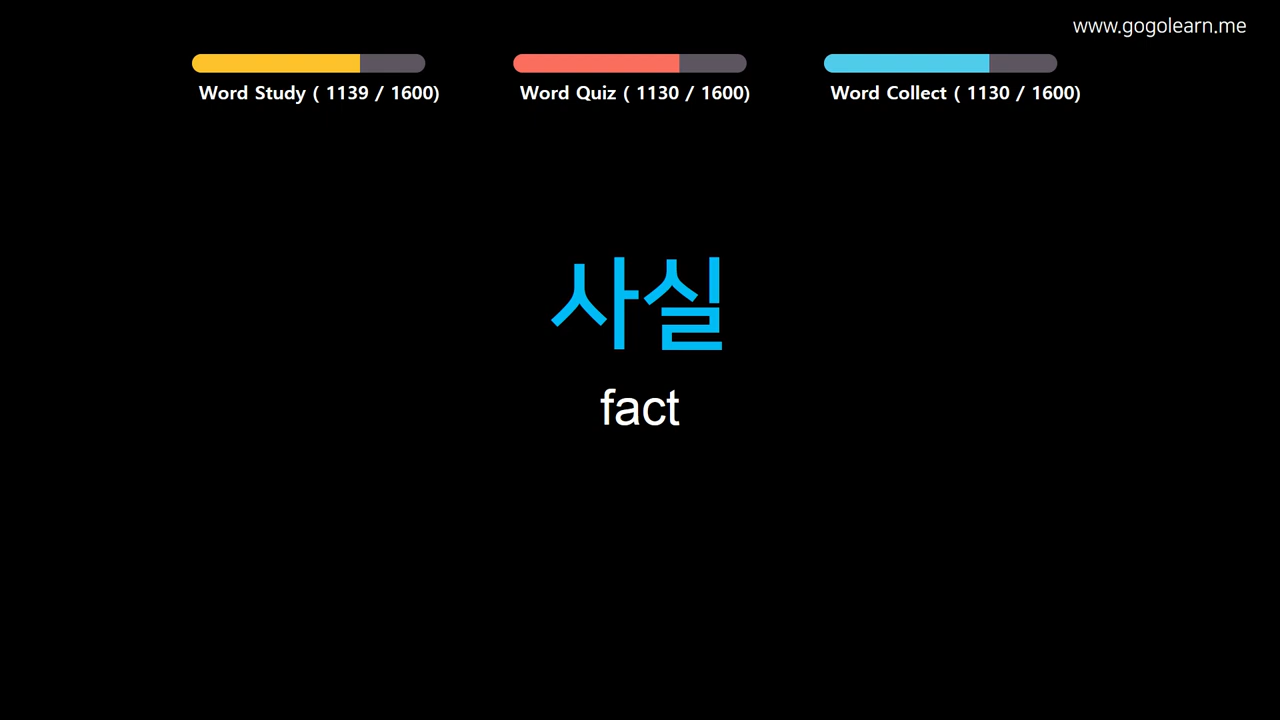 www.gogolearn.me
Word Study ( 1139 / 1600)
Word Quiz ( 1130 / 1600)
Word Collect ( 1130 / 1600)
사실
fact